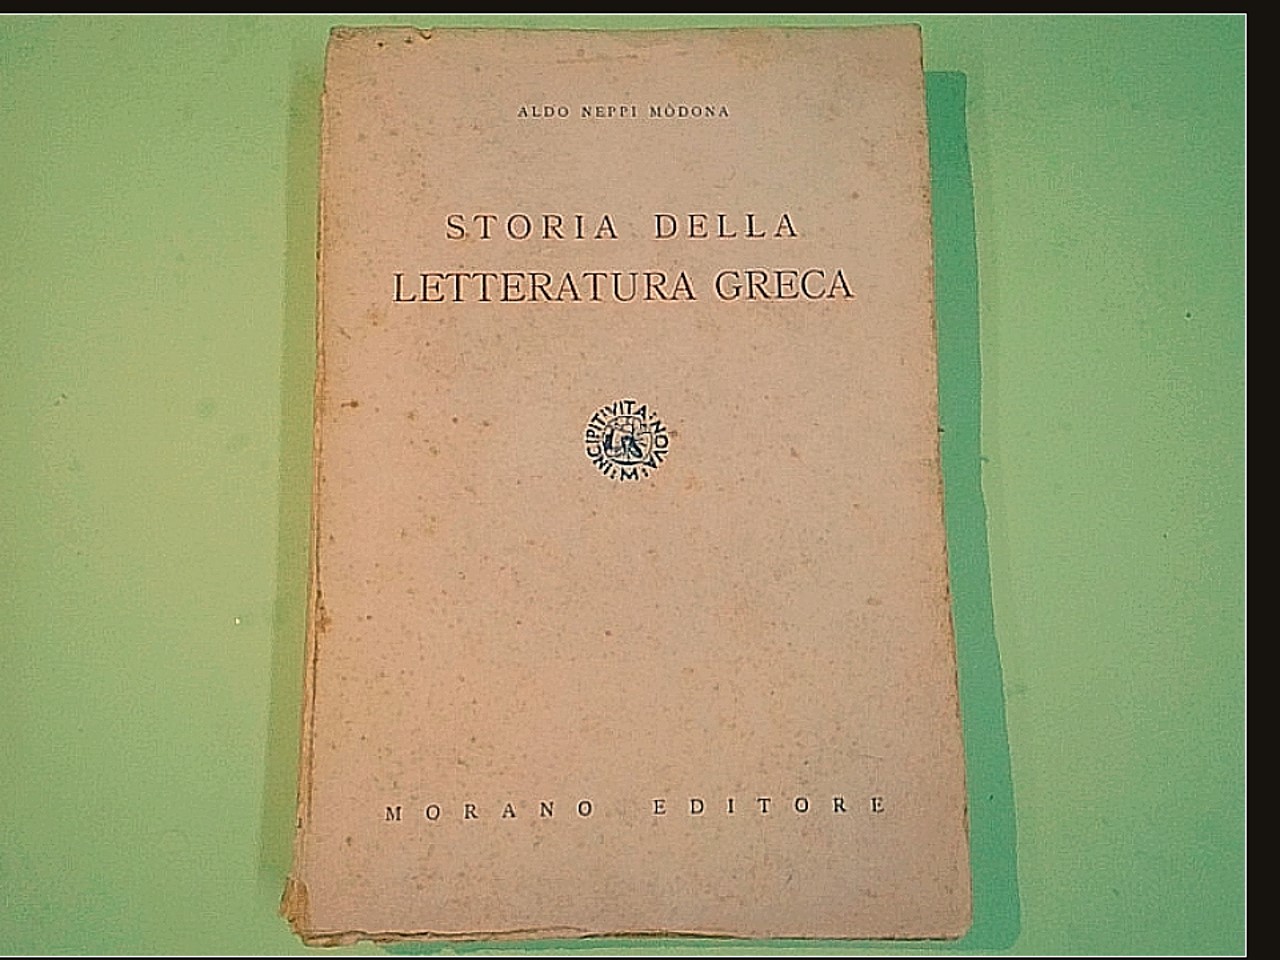 ALDO NEPPI MÒDONA
STORIA DELLA
LETTERATURA GRECA
INCIPIT·VITA·NOVA·M
MORANO EDITORE